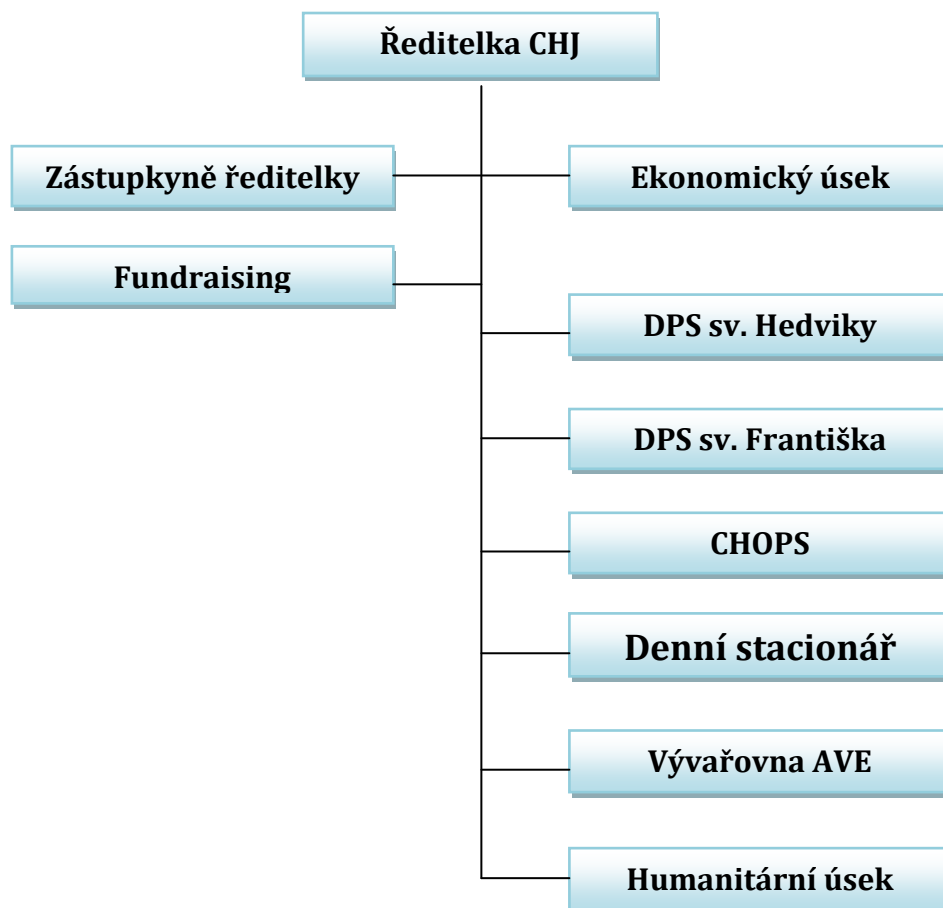 Ředitelka CHJ
Zástupkyně ředitelky
Ekonomický úsek
Fundraising
DPS sv. Hedviky
DPS sv. Františka
CHOPS
Denní stacionář
Vývařovna AVE
Humanitární úsek